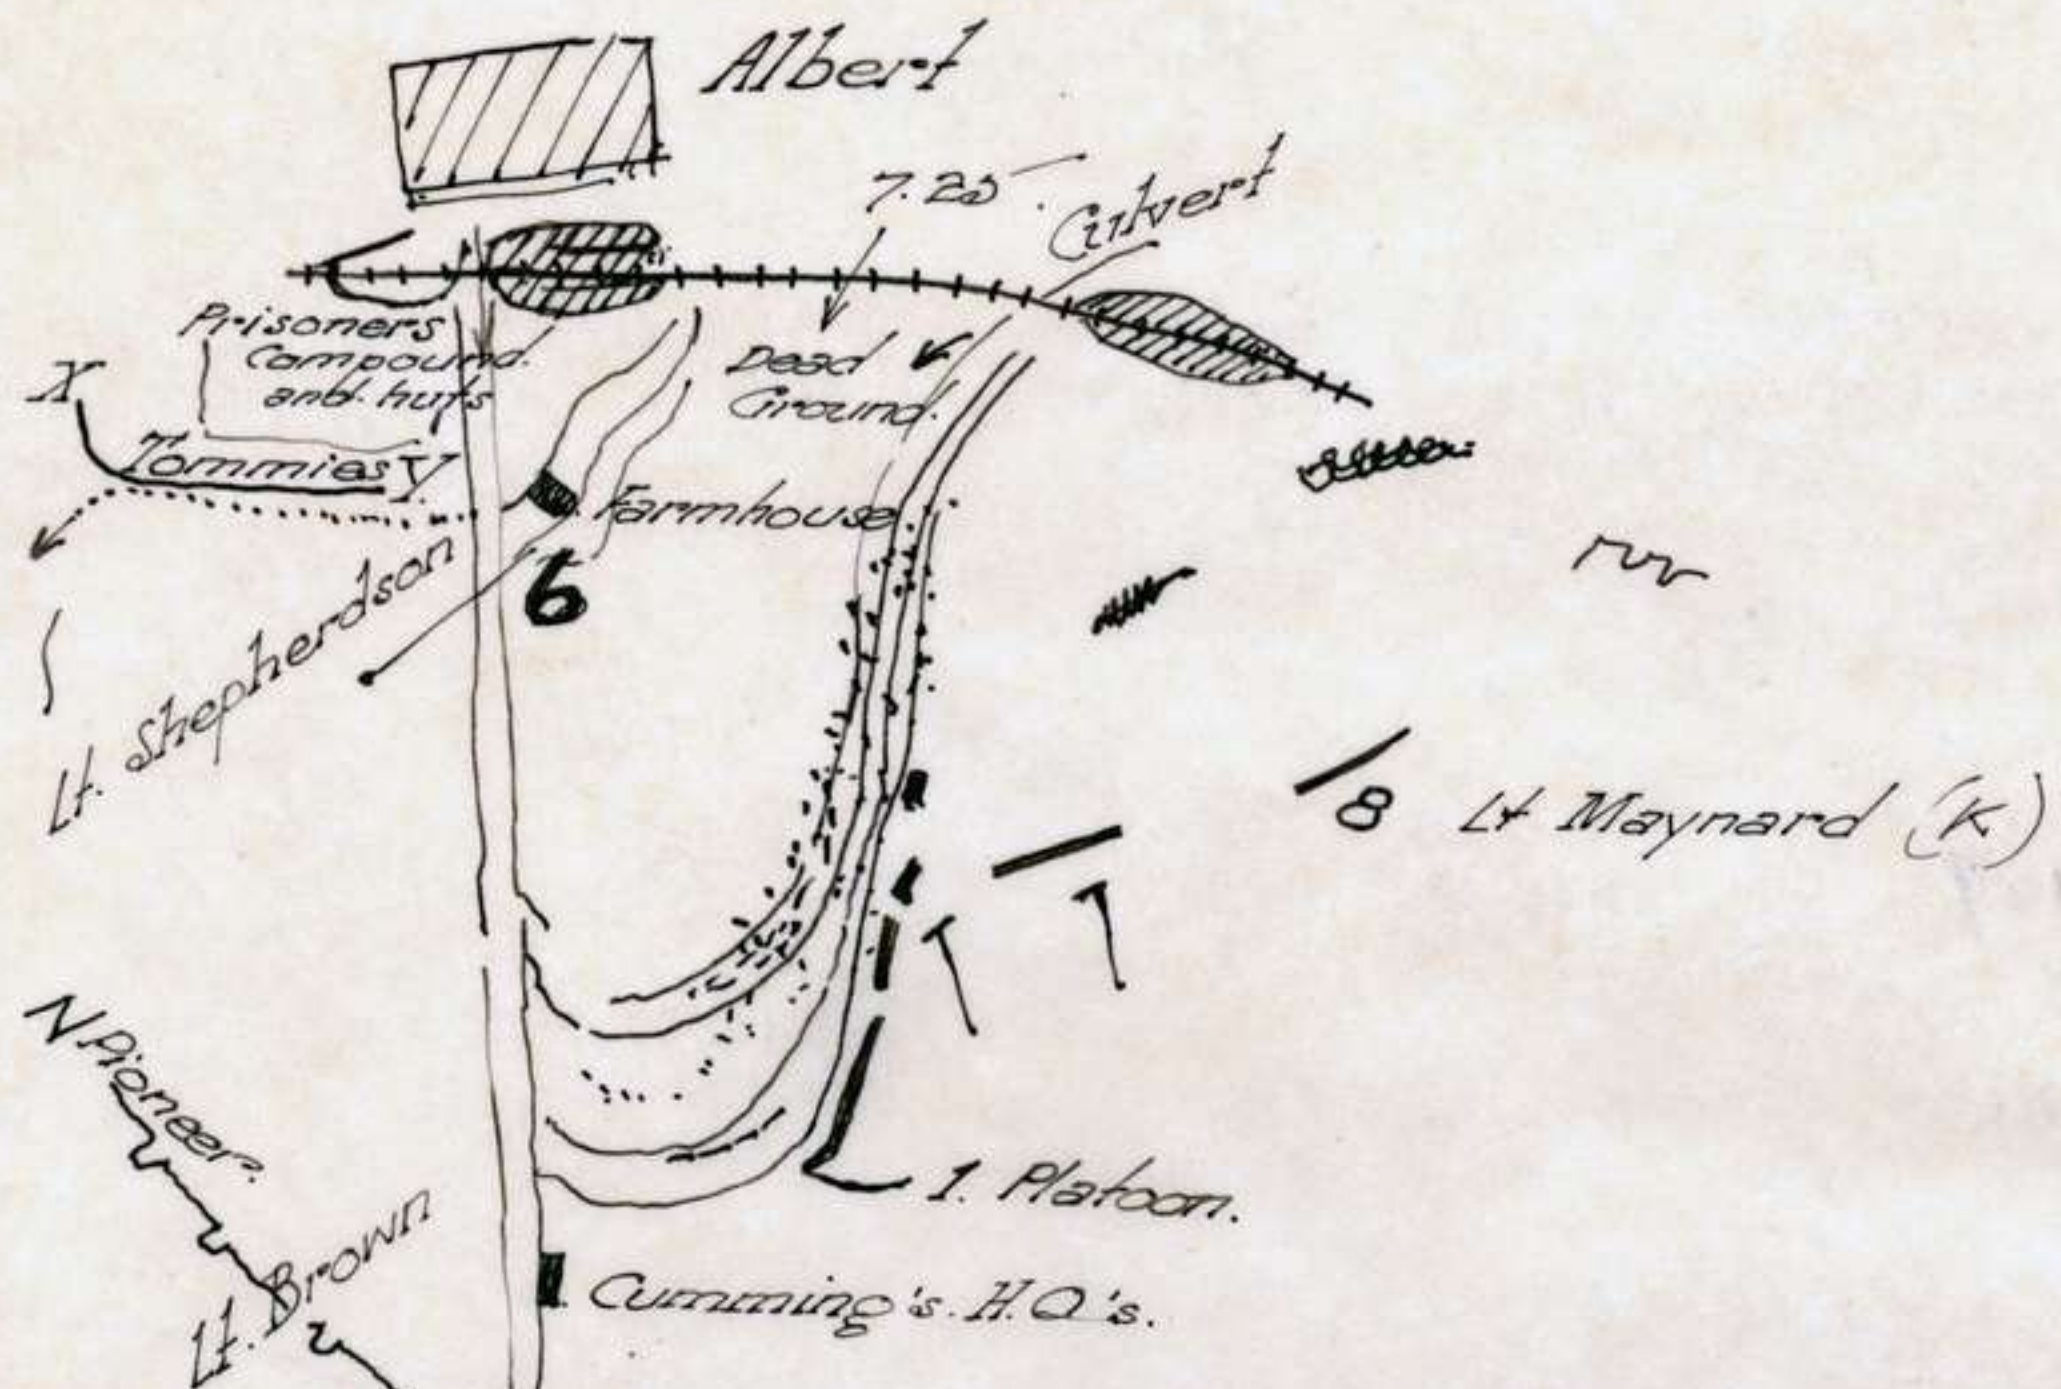 Albert
7.25
Culvert
Prisoners
Compound.
and. huts
Dead
Ground.
X
Tommies Y.
Farmhouse
6
Lt. Shepherdson
8 Lt Maynard (K)
N Pioneer.
1. Platoon.
Lt. Brown
Cumming's. H.Q's.